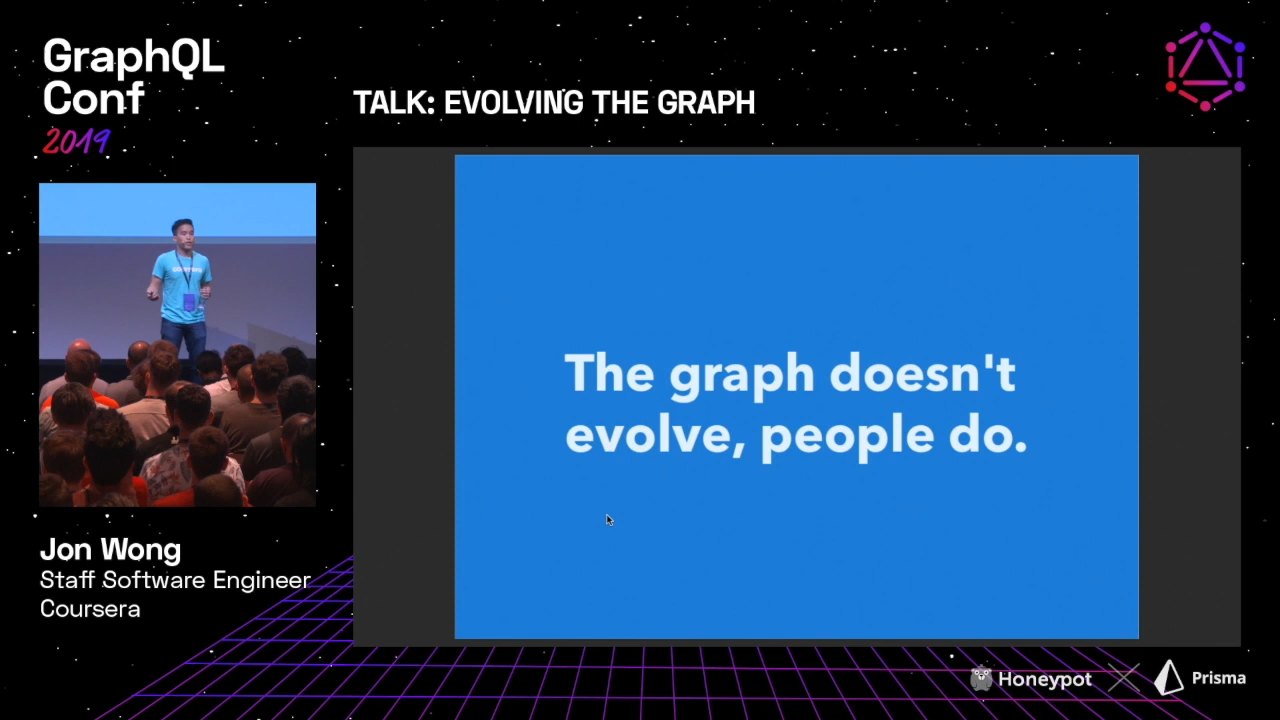 GraphQL
Conf
2019
TALK: EVOLVING THE GRAPH
The graph doesn't
evolve, people do.
Jon Wong
Staff Software Engineer
Coursera
Honeypot
Prisma